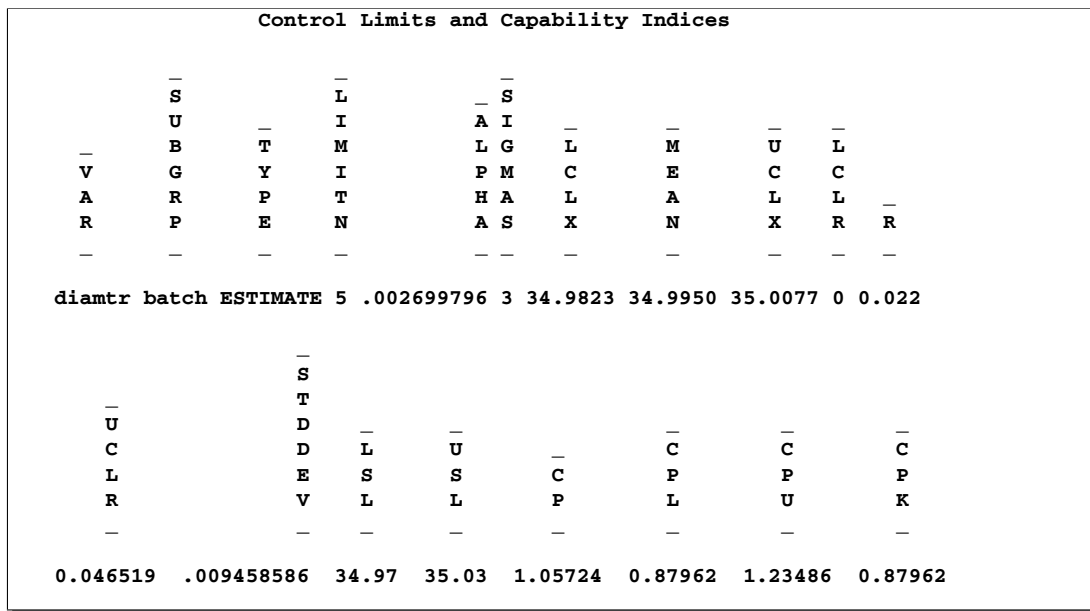 Control Limits and Capability Indices
_VAR_
_SUBGRP_
_TYPE_
_LIMITN_
_ALPHA_
_SIGMAS_
_LCLX_
_MEAN_
_UCLX_
_LCLR_
_R_
diamtr batch ESTIMATE 5 .002699796 3 34.9823 34.9950 35.0077 0 0.022
_UCLR_
_STDDEV_
_LSL_
_USL_
_CP_
_CPL_
_CPU_
_CPK_
0.046519 .009458586 34.97 35.03 1.05724 0.87962 1.23486 0.87962